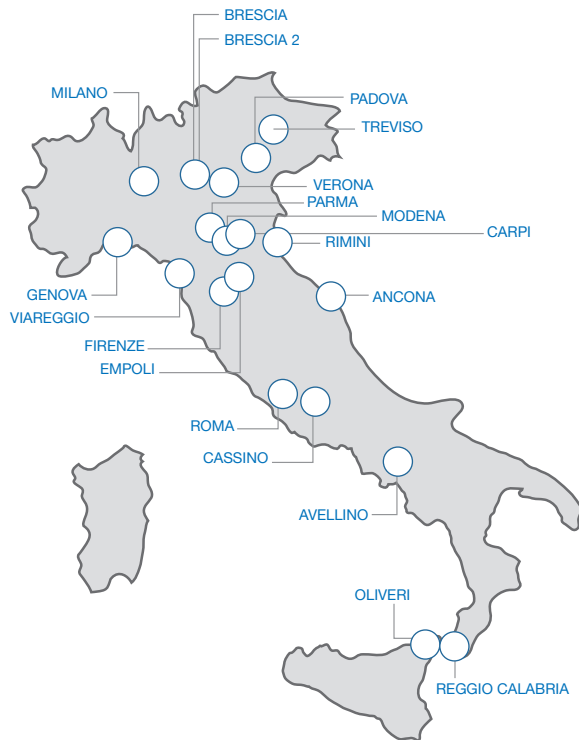 BRESCIA
BRESCIA 2
MILANO
PADOVA
TREVISO
VERONA
PARMA
MODENA
CARPI
RIMINI
GENOVA
ANCONA
VIAREGGIO
FIRENZE
EMPOLI
ROMA
CASSINO
AVELLINO
OLIVERI
REGGIO CALABRIA